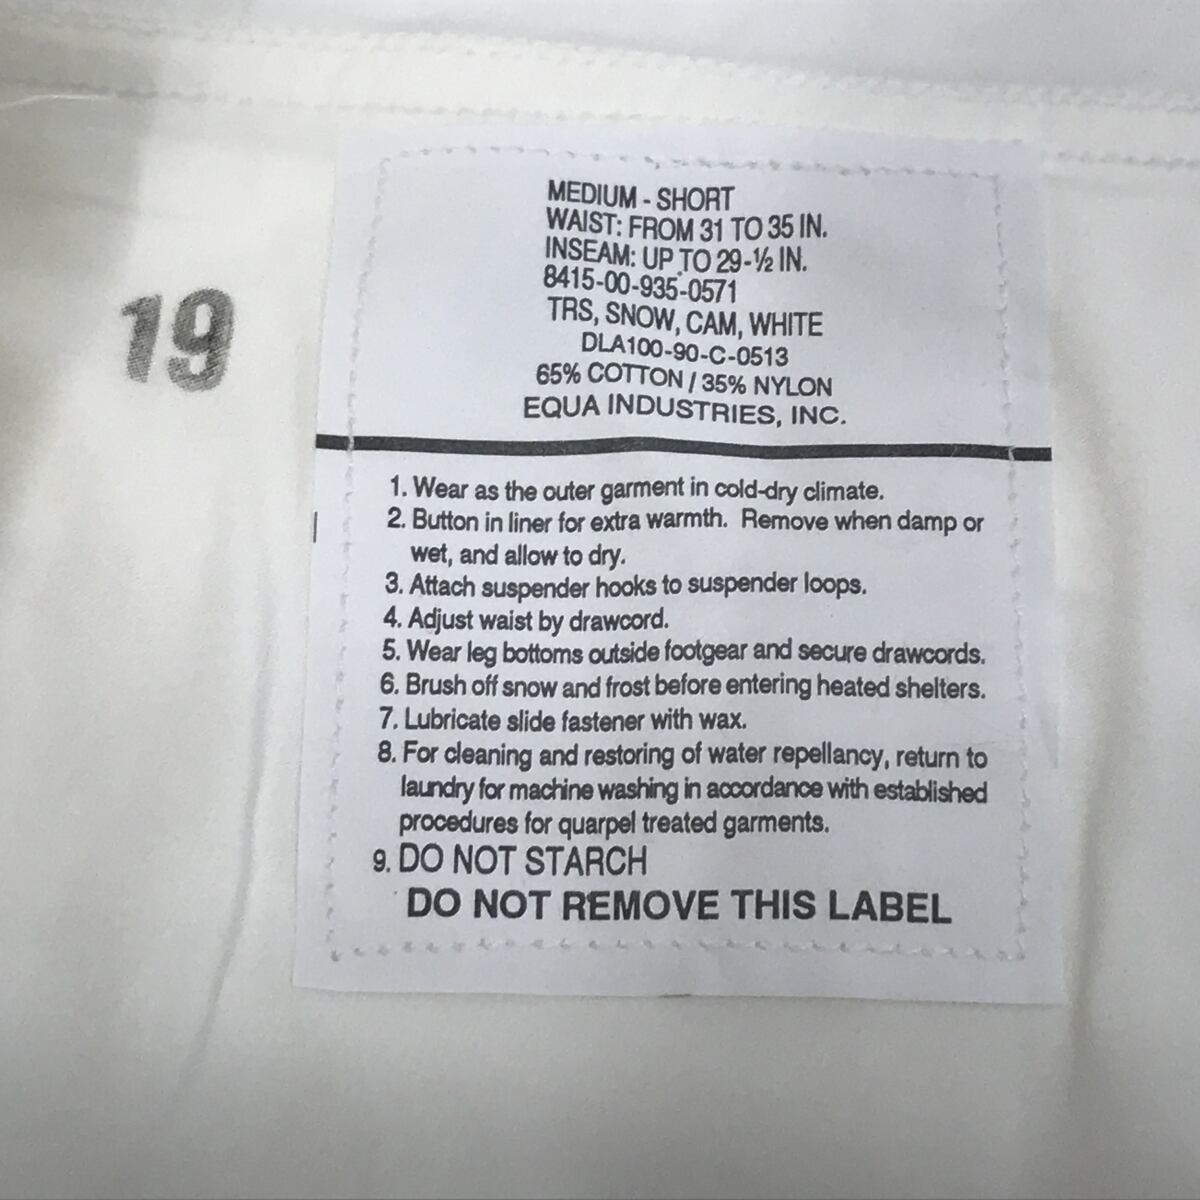 MEDIUM - SHORT
WAIST: FROM 31 TO 35 IN.
INSEAM: UP TO 29-½ IN.
8415-00-935-0571
TRS, SNOW, CAM, WHITE
DLA100-90-C-0513
65% COTTON / 35% NYLON
EQUA INDUSTRIES, INC.
19
1. Wear as the outer garment in cold-dry climate.
2. Button in liner for extra warmth. Remove when damp or
wet, and allow to dry.
3. Attach suspender hooks to suspender loops.
4. Adjust waist by drawcord.
5. Wear leg bottoms outside footgear and secure drawcords.
6. Brush off snow and frost before entering heated shelters.
7. Lubricate slide fastener with wax.
8. For cleaning and restoring of water repellancy, return to
laundry for machine washing in accordance with established
procedures for quarpel treated garments.
9. DO NOT STARCH
DO NOT REMOVE THIS LABEL